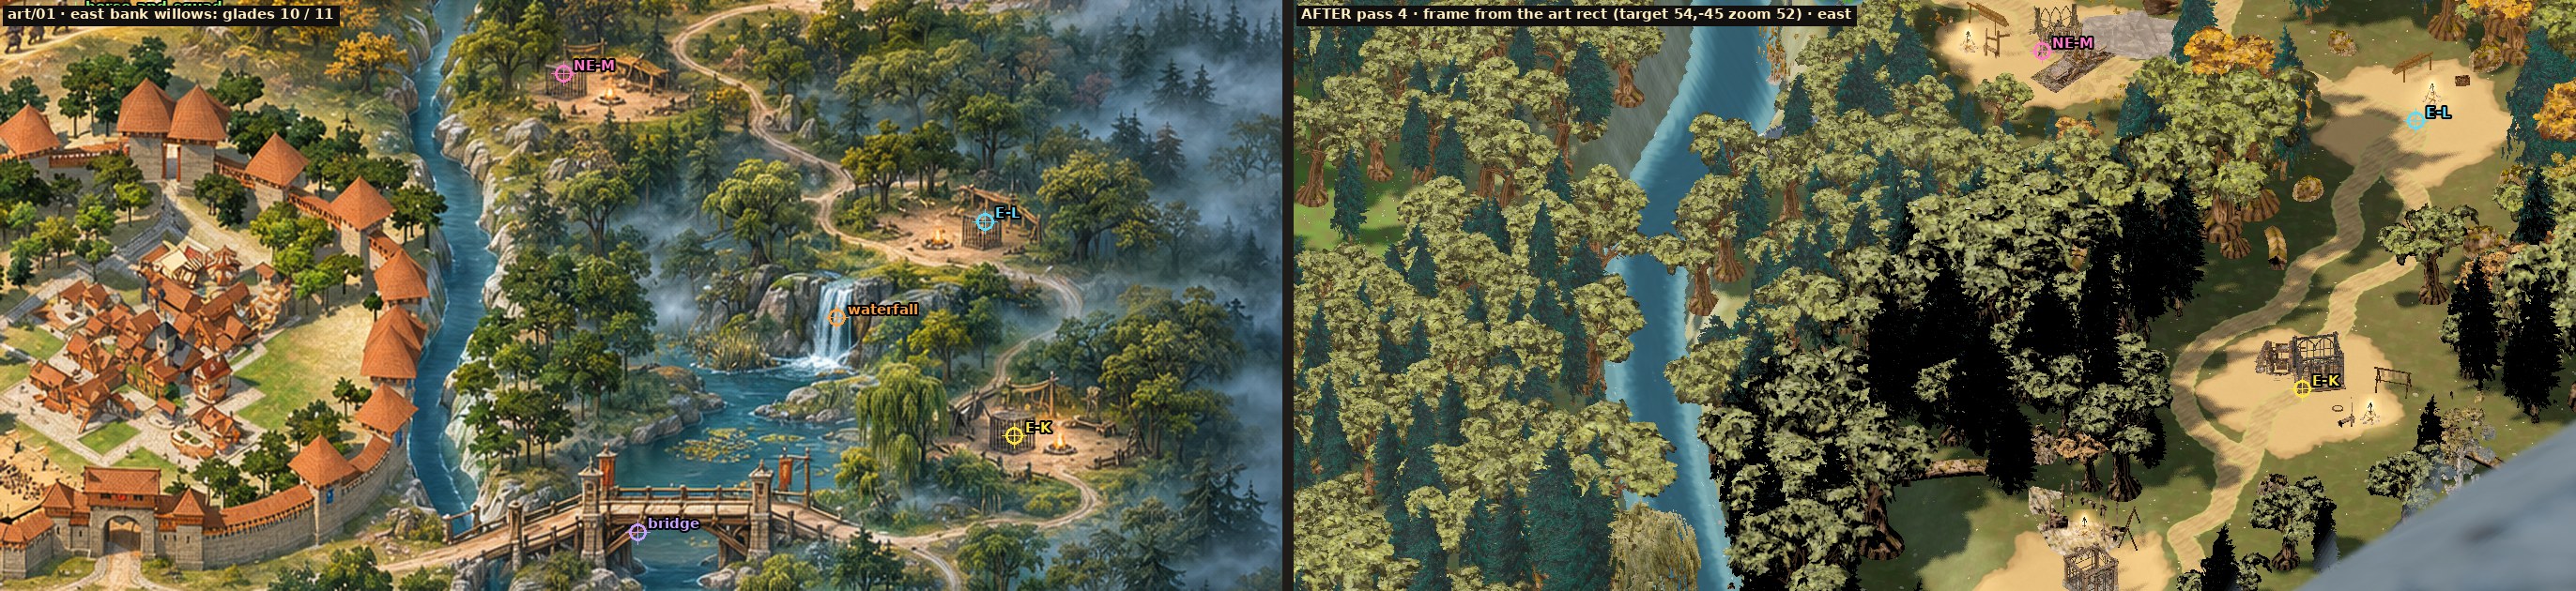 art/01 · east bank willows: glades 10 / 11
NE-M
E-L
waterfall
E-K
bridge
AFTER pass 4 · frame from the art rect (target 54,-45 zoom 52) · east
NE-M
E-L
E-K